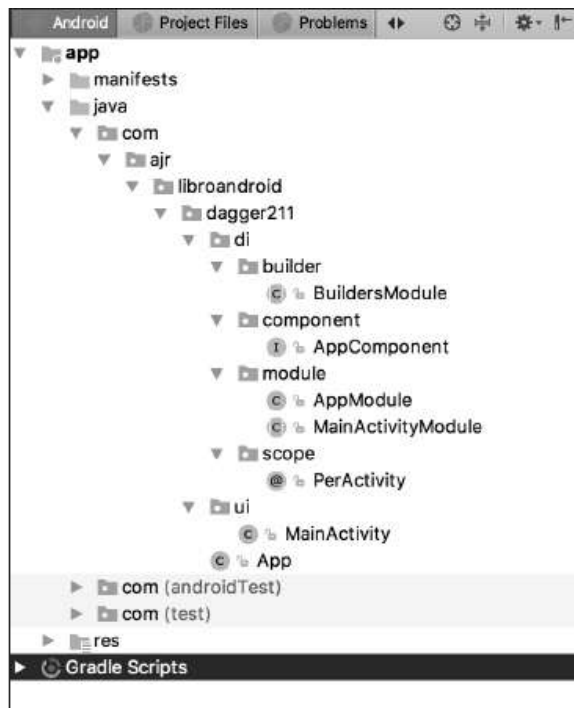 Android Project Files Problems
app
manifests
java
com
ajr
libroandroid
dagger211
di
builder
C BuildersModule
component
I AppComponent
module
C AppModule
C MainActivityModule
scope
@ PerActivity
ui
C MainActivity
C App
com (androidTest)
com (test)
res
Gradle Scripts